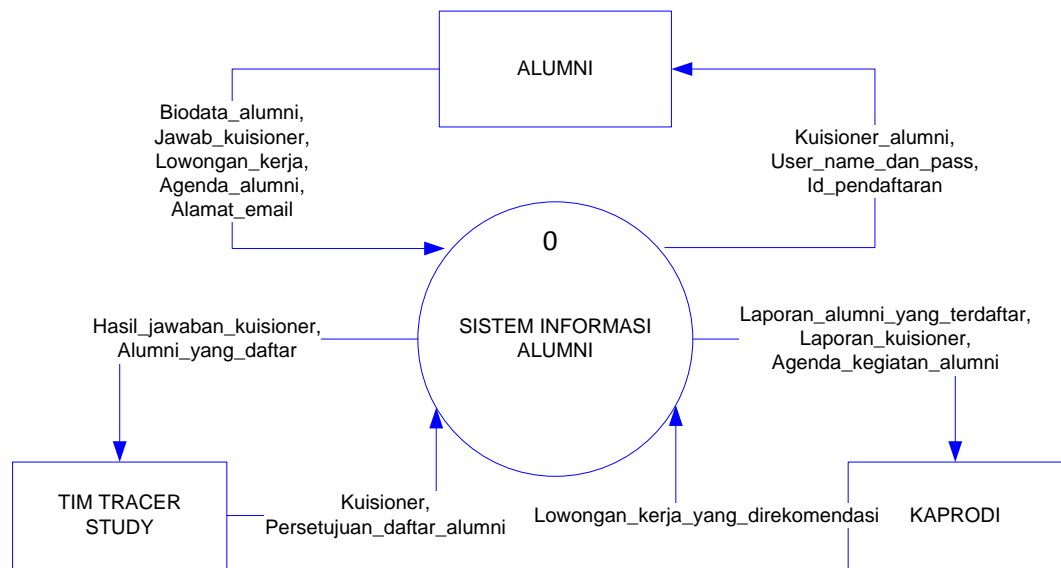 ALUMNI
Biodata_alumni,
Jawab_kuisioner,
Lowongan_kerja,
Agenda_alumni,
Alamat_email
Kuisioner_alumni,
User_name_dan_pass,
Id_pendaftaran
0
SISTEM INFORMASI
ALUMNI
Hasil_jawaban_kuisioner,
Alumni_yang_daftar
Laporan_alumni_yang_terdaftar,
Laporan_kuisioner,
Agenda_kegiatan_alumni
TIM TRACER
STUDY
Kuisioner,
Persetujuan_daftar_alumni
Lowongan_kerja_yang_direkomendasi
KAPRODI